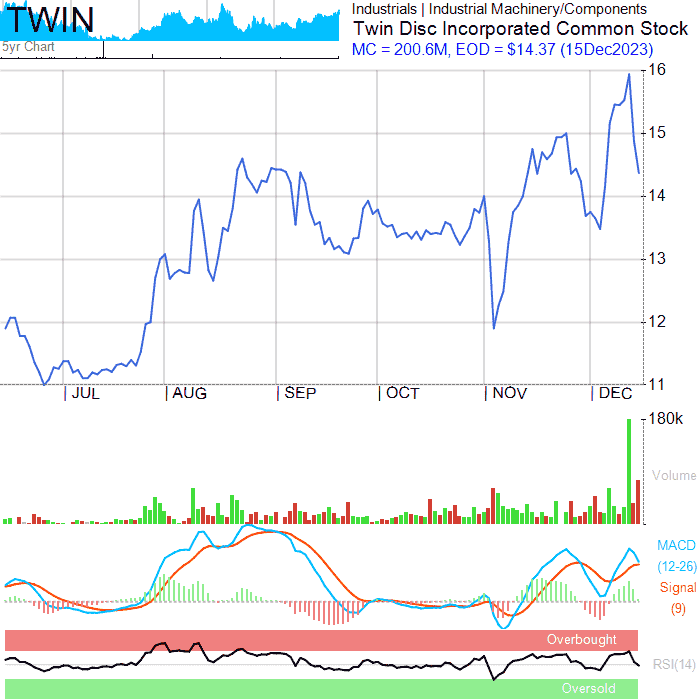 TWIN
5yr Chart
Industrials | Industrial Machinery/Components
Twin Disc Incorporated Common Stock
MC = 200.6M, EOD = $14.37 (15Dec2023)
16
15
14
13
12
11
JUL AUG SEP OCT NOV DEC
180k
Volume
MACD
(12-26)
Signal
(9)
Overbought
RSI(14)
Oversold